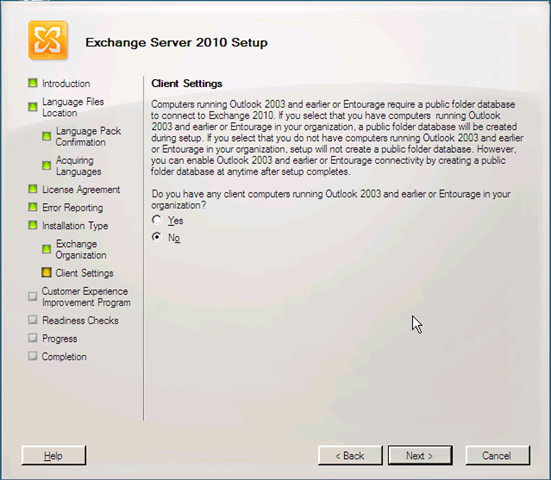 Exchange Server 2010 Setup
Introduction
Language Files
Location
Language Pack
Confirmation
Acquiring
Languages
License Agreement
Error Reporting
Installation Type
Exchange
Organization
Client Settings
Customer Experience
Improvement Program
Readiness Checks
Progress
Completion
Client Settings
Computers running Outlook 2003 and earlier or Entourage require a public folder database
to connect to Exchange 2010. If you select that you have computers running Outlook
2003 and earlier or Entourage in your organization, a public folder database will be created
during setup. If you select that you do not have computers running Outlook 2003 and earlier
or Entourage in your organization, setup will not create a public folder database. However,
you can enable Outlook 2003 and earlier or Entourage connectivity by creating a public
folder database at anytime after setup completes.
Do you have any client computers running Outlook 2003 and earlier or Entourage in your
organization?
Yes
No
Help
< Back
Next >
Cancel